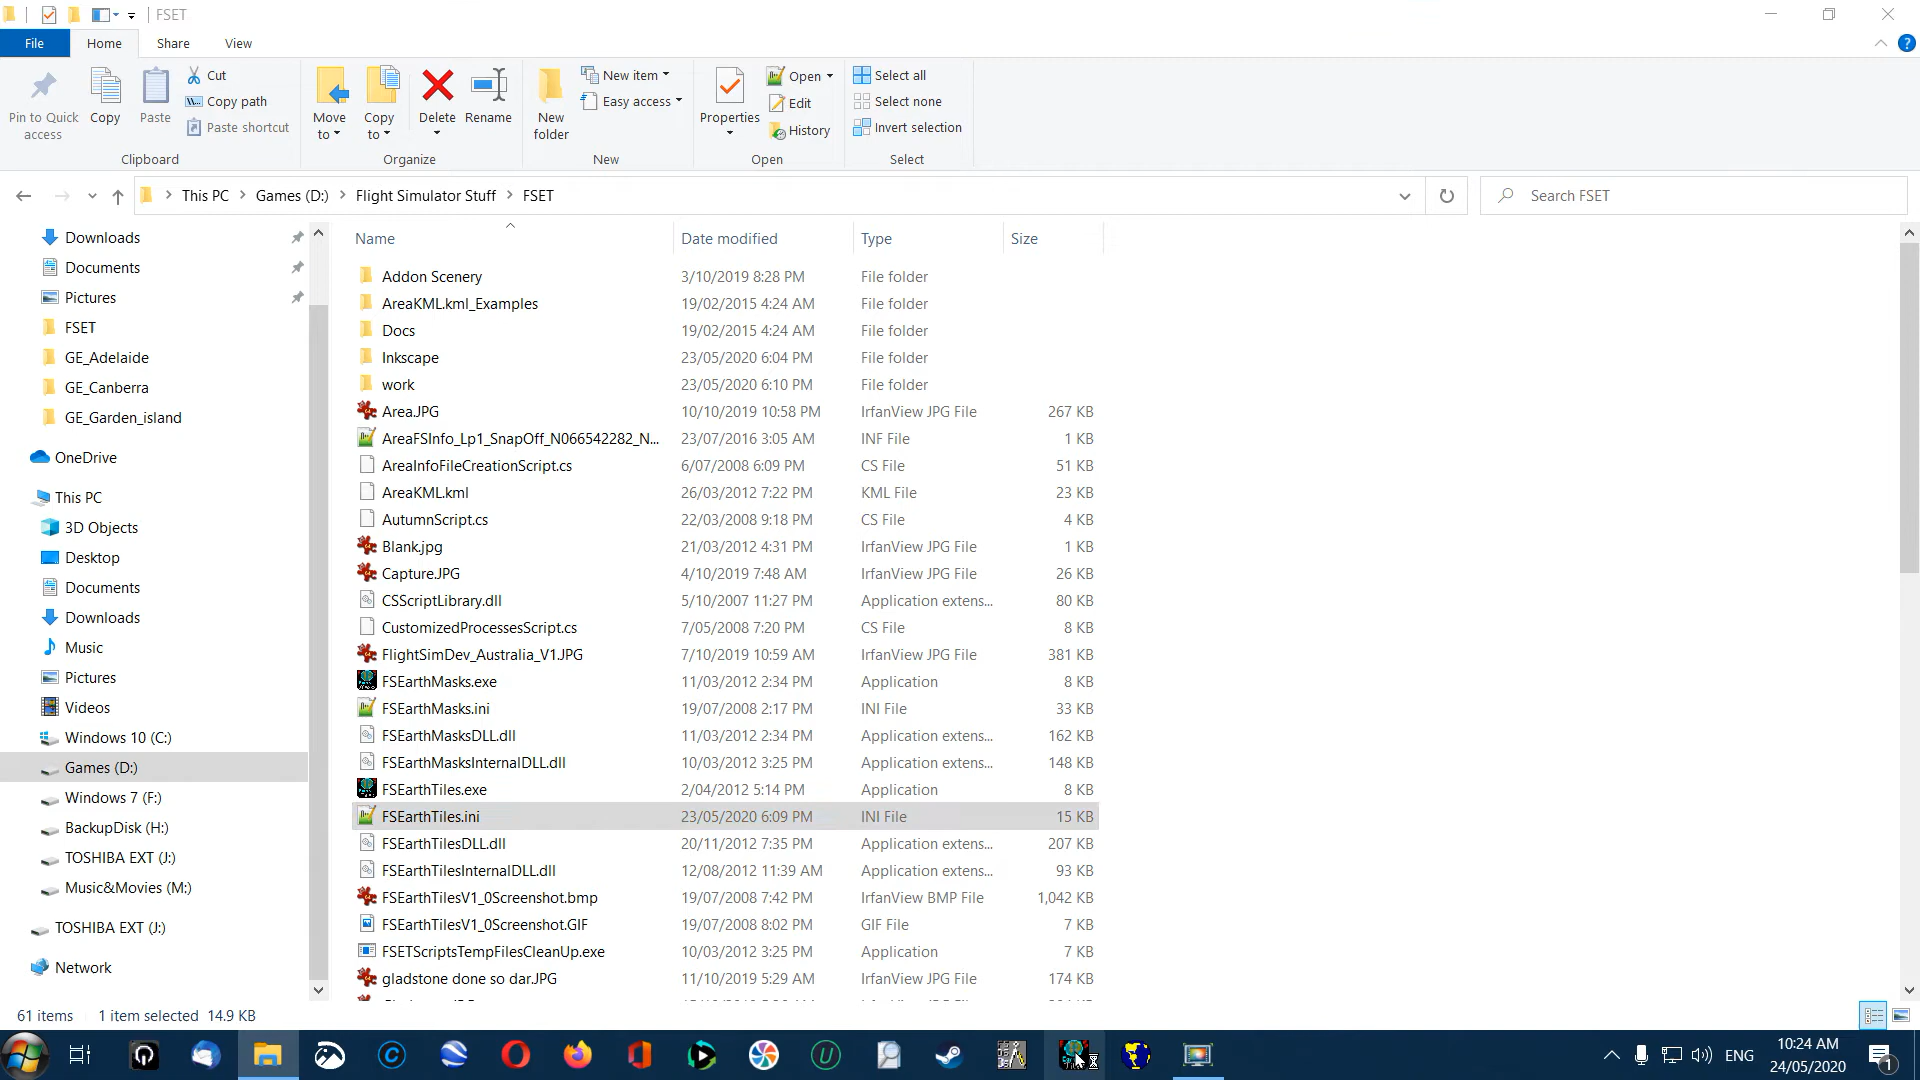 FSET
File Home Share View
Pin to Quick access
Copy
Paste
Cut
Copy path
Paste shortcut
Clipboard
Move to
Copy to
Delete
Rename
Organize
New folder
New item
Easy access
New
Properties
Open
Edit
History
Open
Select all
Select none
Invert selection
Select
This PC Games (D:) Flight Simulator Stuff FSET
Search FSET
Downloads
Documents
Pictures
FSET
GE_Adelaide
GE_Canberra
GE_Garden_island
OneDrive
This PC
3D Objects
Desktop
Documents
Downloads
Music
Pictures
Videos
Windows 10 (C:)
Games (D:)
Windows 7 (F:)
BackupDisk (H:)
TOSHIBA EXT (J:)
Music&Movies (M:)
TOSHIBA EXT (J:)
Network
Name Date modified Type Size
Addon Scenery 3/10/2019 8:28 PM File folder
AreaKML.kml_Examples 19/02/2015 4:24 AM File folder
Docs 19/02/2015 4:24 AM File folder
Inkscape 23/05/2020 6:04 PM File folder
work 23/05/2020 6:10 PM File folder
Area.JPG 10/10/2019 10:58 PM IrfanView JPG File 267 KB
AreaFSInfo_Lp1_SnapOff_N066542282_N... 23/07/2016 3:05 AM INF File 1 KB
AreaInfoFileCreationScript.cs 6/07/2008 6:09 PM CS File 51 KB
AreaKML.kml 26/03/2012 7:22 PM KML File 23 KB
AutumnScript.cs 22/03/2008 9:18 PM CS File 4 KB
Blank.jpg 21/03/2012 4:31 PM IrfanView JPG File 1 KB
Capture.JPG 4/10/2019 7:48 AM IrfanView JPG File 26 KB
CSScriptLibrary.dll 5/10/2007 11:27 PM Application extens... 80 KB
CustomizedProcessesScript.cs 7/05/2008 7:20 PM CS File 8 KB
FlightSimDev_Australia_V1.JPG 7/10/2019 10:59 AM IrfanView JPG File 381 KB
FSEarthMasks.exe 11/03/2012 2:34 PM Application 8 KB
FSEarthMasks.ini 19/07/2008 2:17 PM INI File 33 KB
FSEarthMasksDLL.dll 11/03/2012 2:34 PM Application extens... 162 KB
FSEarthMasksInternalDLL.dll 10/03/2012 3:25 PM Application extens... 148 KB
FSEarthTiles.exe 2/04/2012 5:14 PM Application 8 KB
FSEarthTiles.ini 23/05/2020 6:09 PM INI File 15 KB
FSEarthTilesDLL.dll 20/11/2012 7:35 PM Application extens... 207 KB
FSEarthTilesInternalDLL.dll 12/08/2012 11:39 AM Application extens... 93 KB
FSEarthTilesV1_0Screenshot.bmp 19/07/2008 7:42 PM IrfanView BMP File 1,042 KB
FSEarthTilesV1_0Screenshot.GIF 19/07/2008 8:02 PM GIF File 7 KB
FSETScriptsTempFilesCleanUp.exe 10/03/2012 3:25 PM Application 7 KB
gladstone done so dar.JPG 11/10/2019 5:29 AM IrfanView JPG File 174 KB
61 items 1 item selected 14.9 KB
ENG
10:24 AM
24/05/2020
1